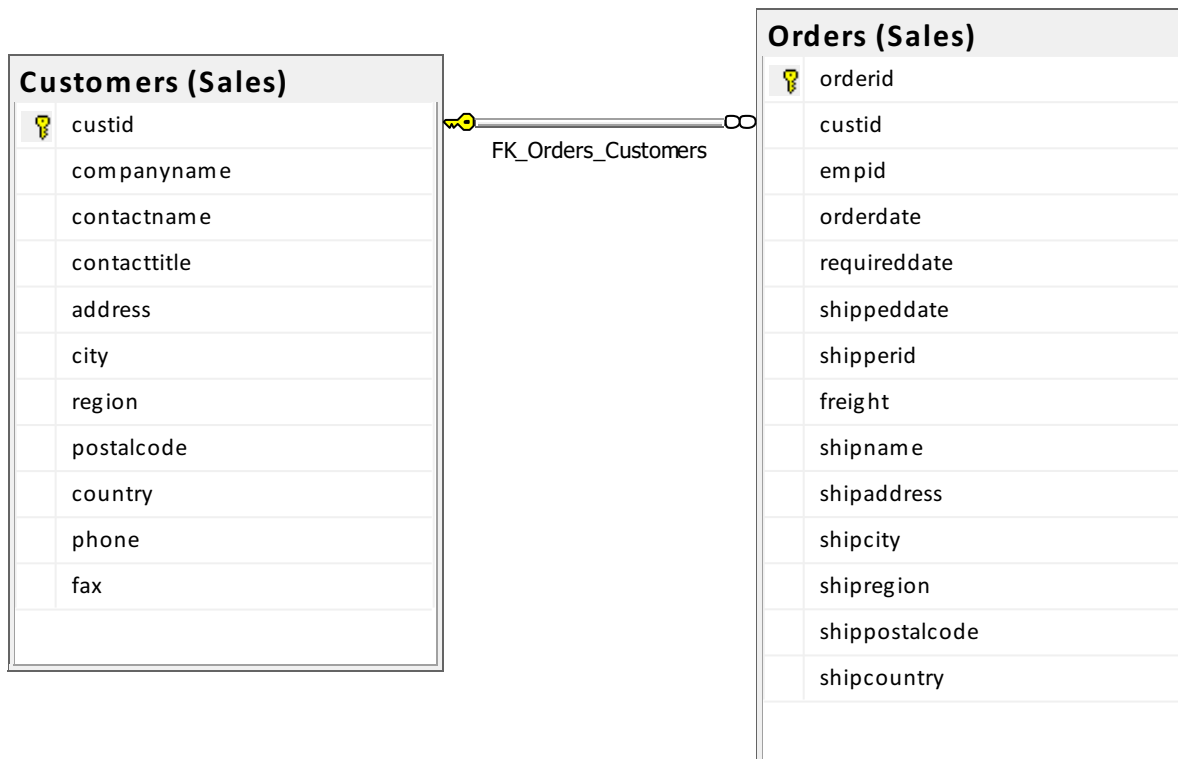 Customers (Sales)
custid
companyname
contactname
contacttitle
address
city
region
postalcode
country
phone
fax
FK_Orders_Customers
Orders (Sales)
orderid
custid
empid
orderdate
requireddate
shippeddate
shipperid
freight
shipname
shipaddress
shipcity
shipregion
shippostalcode
shipcountry